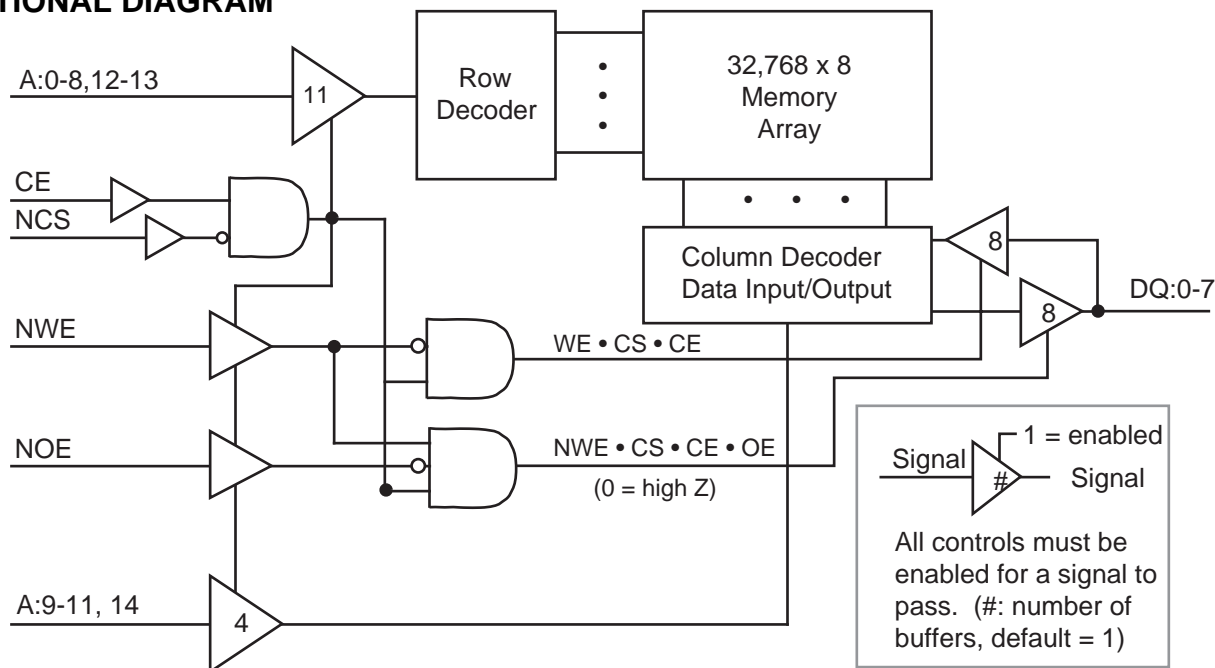 TIONAL DIAGRAM
A:0-8,12-13
11
Row
Decoder
32,768 x 8
Memory
Array
CE
NCS
Column Decoder
Data Input/Output
8
8
DQ:0-7
NWE
WE • CS • CE
NOE
NWE • CS • CE • OE
(0 = high Z)
A:9-11, 14
4
1 = enabled
Signal
#
Signal
All controls must be
enabled for a signal to
pass. (#: number of
buffers, default = 1)